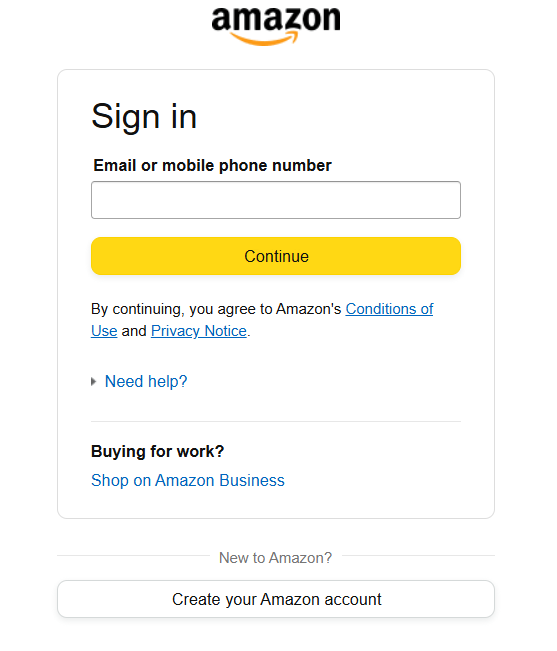 amazon
Sign in
Email or mobile phone number
Continue
By continuing, you agree to Amazon's Conditions of
Use and Privacy Notice.
Need help?
Buying for work?
Shop on Amazon Business
New to Amazon?
Create your Amazon account